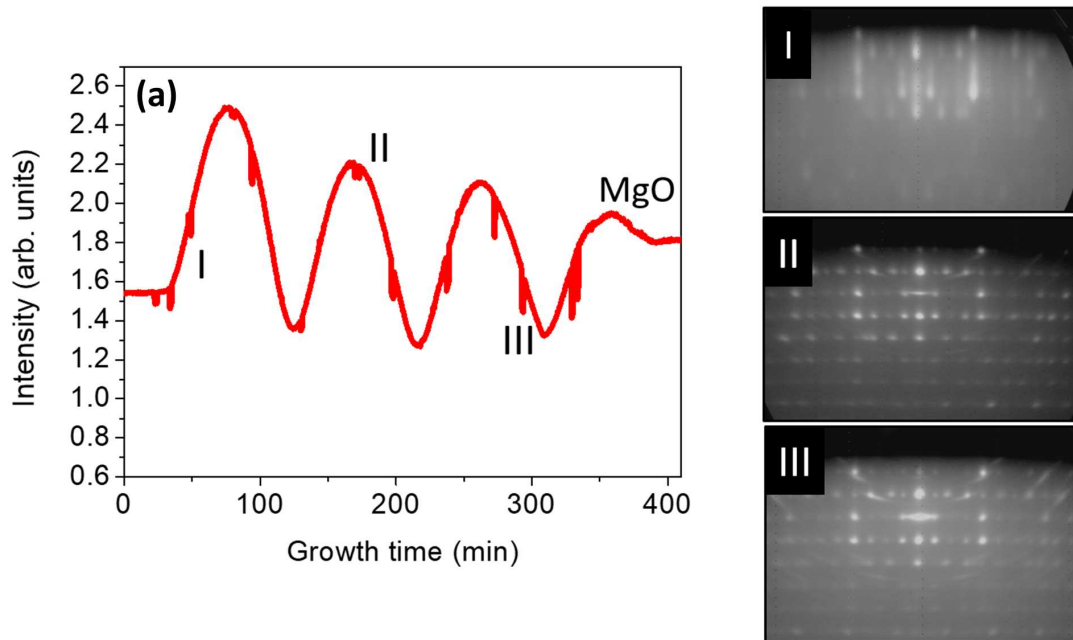 (a)
Intensity (arb. units)
2.6
2.4
2.2
2.0
1.8
1.6
1.4
1.2
1.0
0.8
0.6
I
II
III
MgO
0
100
200
300
400
Growth time (min)
I
II
III